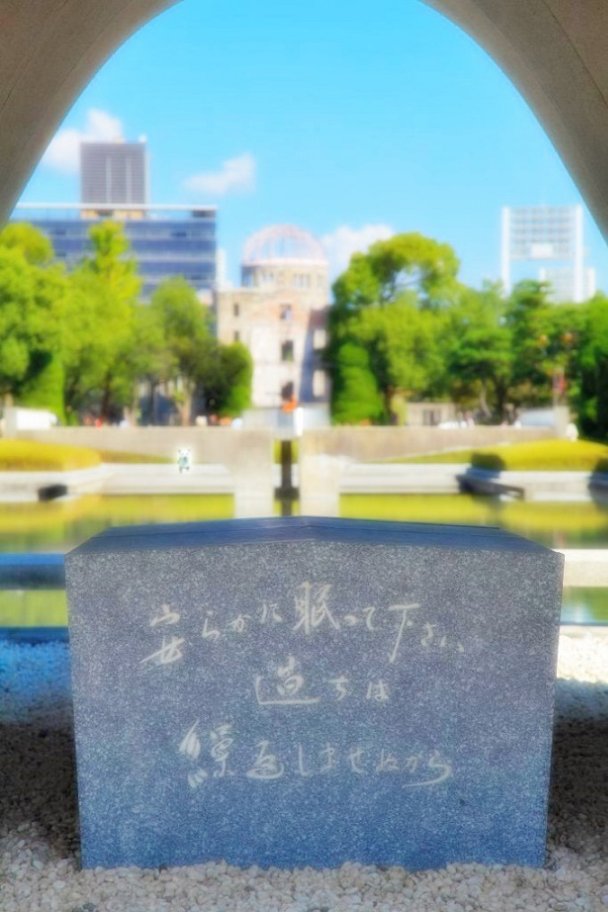 安らかに眠って下さい
過ちは
繰返しませぬから